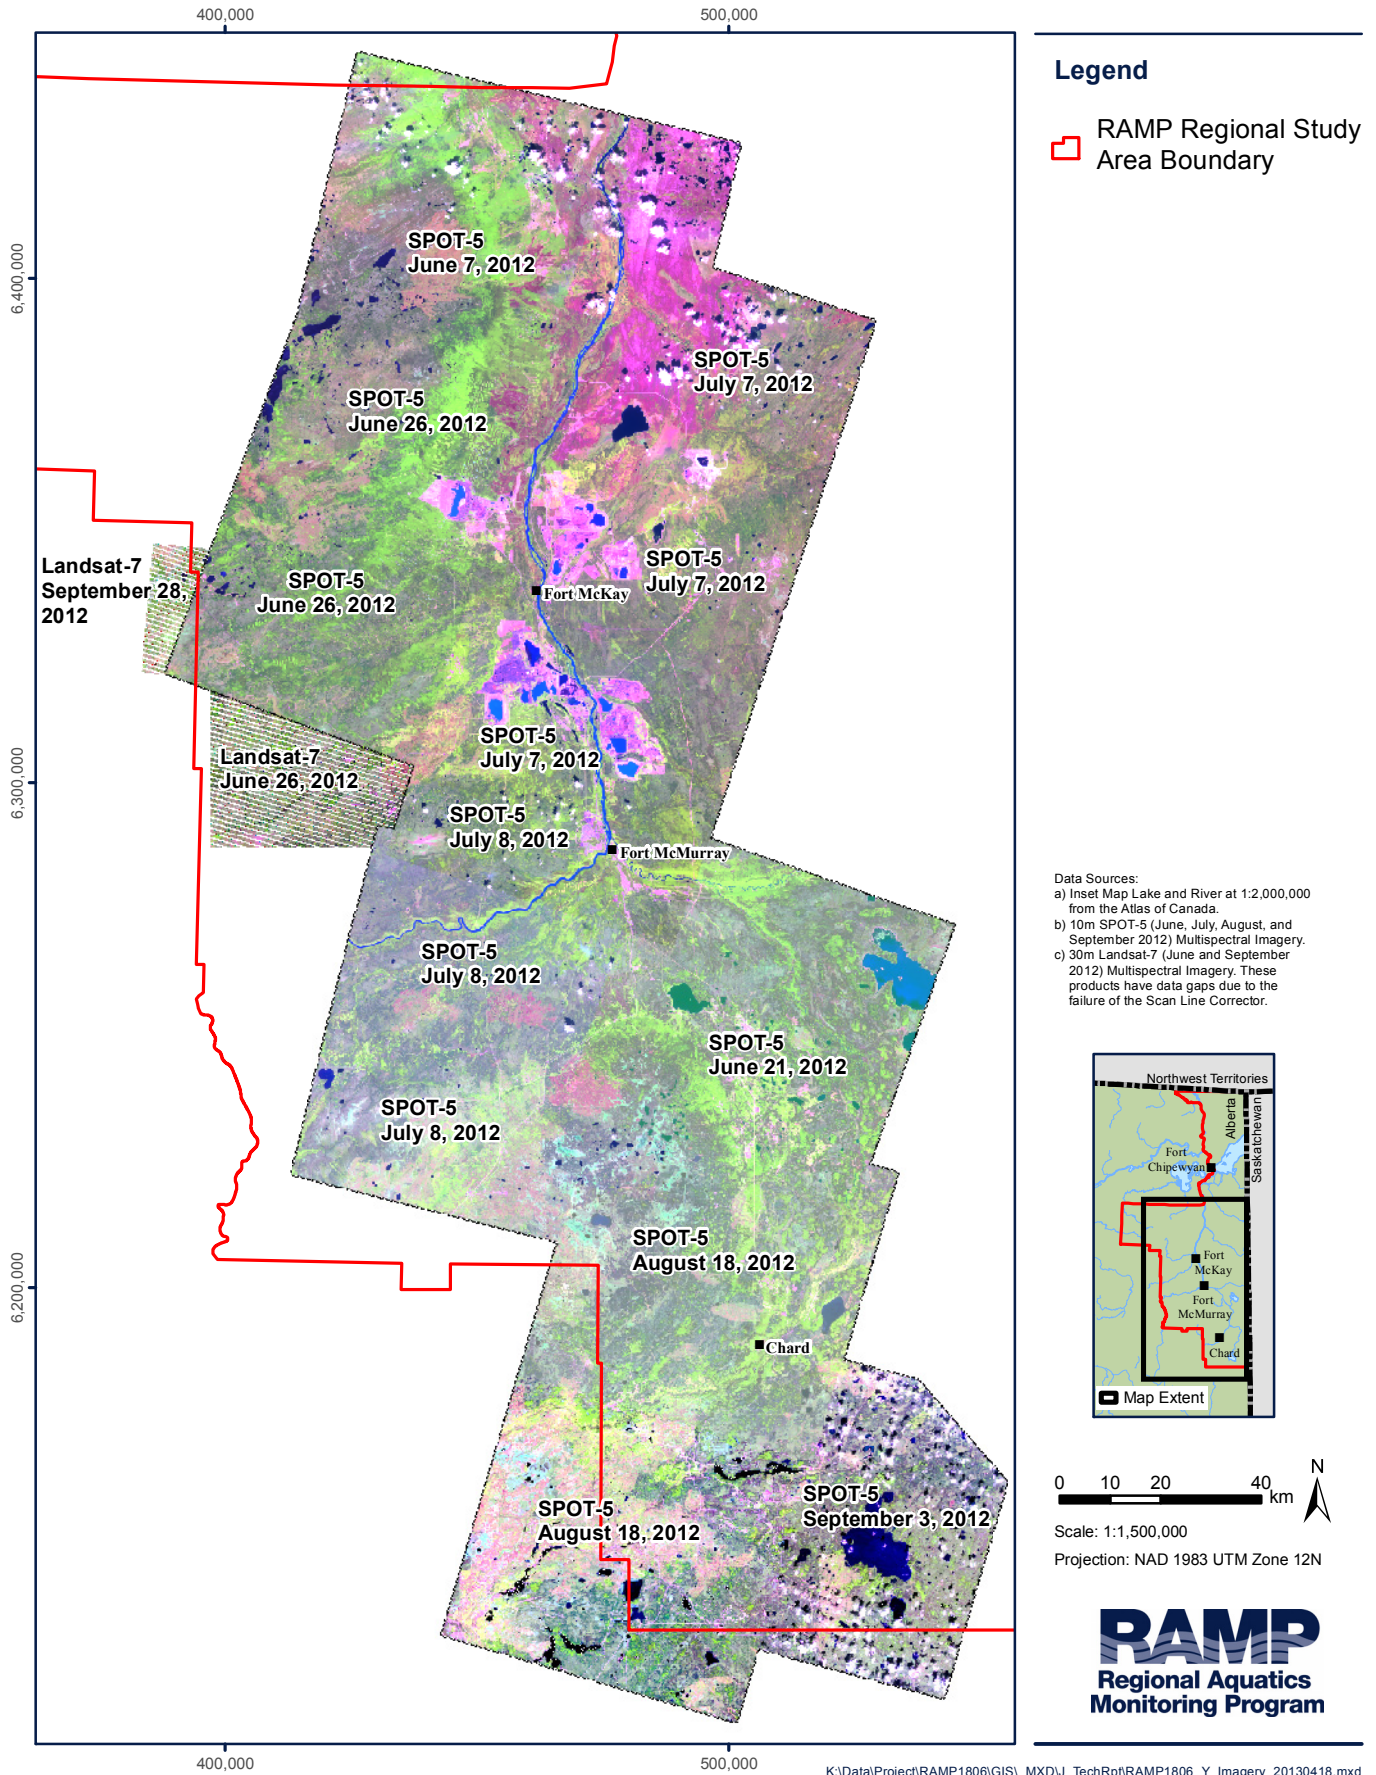 400,000
500,000
6,400,000
6,300,000
6,200,000
SPOT-5
June 7, 2012
SPOT-5
July 7, 2012
SPOT-5
June 26, 2012
SPOT-5
July 7, 2012
Landsat-7
September 28,
2012
SPOT-5
June 26, 2012
Fort McKay
SPOT-5
July 7, 2012
Landsat-7
June 26, 2012
SPOT-5
July 8, 2012
Fort McMurray
SPOT-5
July 8, 2012
SPOT-5
June 21, 2012
SPOT-5
July 8, 2012
SPOT-5
August 18, 2012
Chard
SPOT-5
August 18, 2012
SPOT-5
September 3, 2012
400,000
500,000
Legend
RAMP Regional Study
Area Boundary
Data Sources:
a) Inset Map Lake and River at 1:2,000,000
from the Atlas of Canada.
b) 10m SPOT-5 (June, July, August, and
September 2012) Multispectral Imagery.
c) 30m Landsat-7 (June and September
2012) Multispectral Imagery. These
products have data gaps due to the
failure of the Scan Line Corrector.
Northwest Territories
Alberta
Saskatchewan
Fort
Chipewyan
Fort
McKay
Fort
McMurray
Chard
Map Extent
0 10 20 40
km
N
Scale: 1:1,500,000
Projection: NAD 1983 UTM Zone 12N
RAMP
Regional Aquatics
Monitoring Program
K:\Data\Project\RAMP1806\GIS\_MXD\J_TechRpt\RAMP1806_Y_Imagery_20130418.mxd